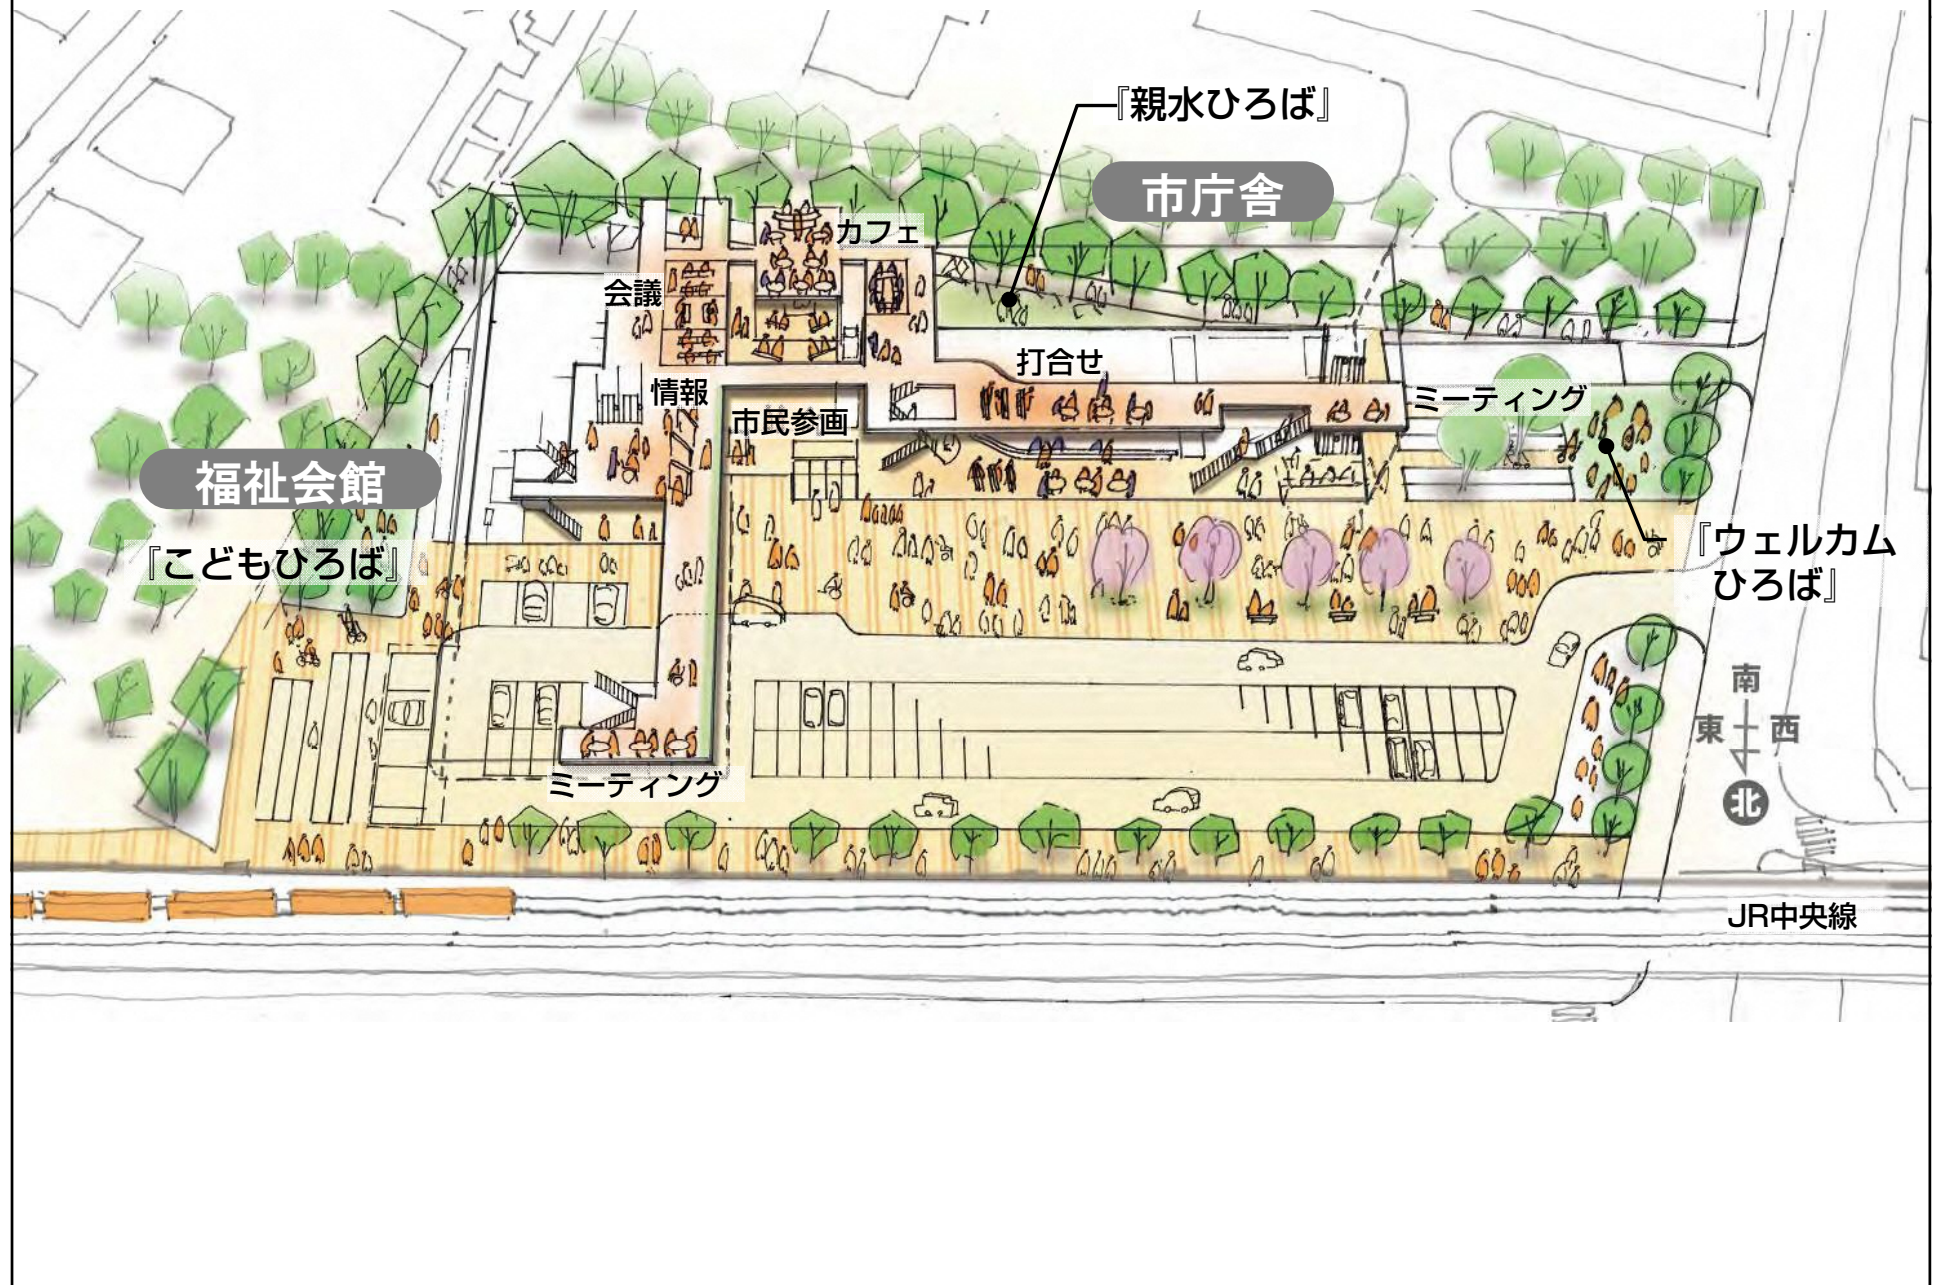 『親水ひろば』
市庁舎
カフェ
会議
打合せ
情報
市民参画
ミーティング
福祉会館
『こどもひろば』
『ウェルカム
ひろば』
ミーティング
南
東 西
北
JR中央線